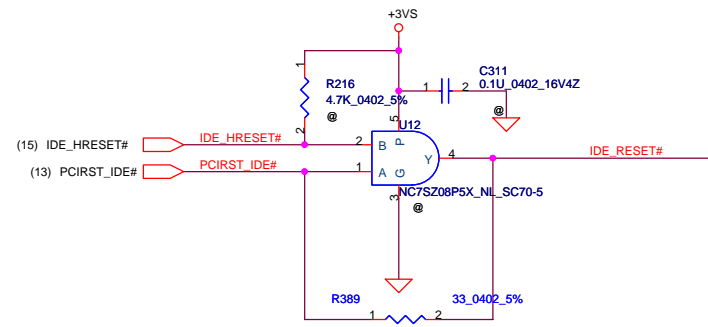 +3VS
1
R216
4.7K_0402_5%
@
2
C311
0.1U_0402_16V4Z
1
2
@
5
U12
(15) IDE_HRESET#
IDE_HRESET#
2
B
P
Y
4
IDE_RESET#
(13) PCIRST_IDE#
PCIRST_IDE#
1
A
G
3
NC7SZ08P5X_NL_SC70-5
@
R389
33_0402_5%
1
2